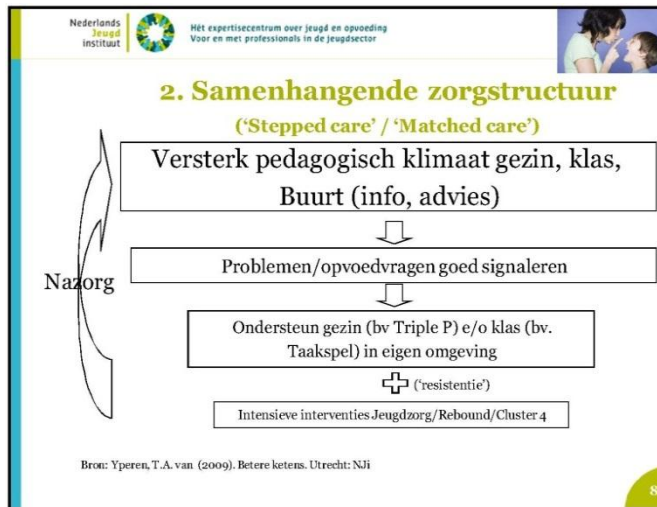 Nederlands
Jeugd
instituut
Hét expertisecentrum over jeugd en opvoeding
Voor en met professionals in de jeugdsector
2. Samenhangende zorgstructuur
(‘Stepped care’ / ‘Matched care’)
Versterk pedagogisch klimaat gezin, klas,
Buurt (info, advies)
Problemen/opvoedvragen goed signaleren
Nazorg
Ondersteun gezin (bv Triple P) e/o klas (bv.
Taakspel) in eigen omgeving
(‘resistentie’)
Intensieve interventies Jeugdzorg/Rebound/Cluster 4
Bron: Yperen, T.A. van (2009). Betere ketens. Utrecht: NJi
8